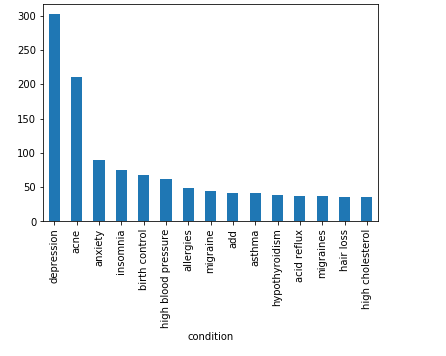 300
250
200
150
100
50
0
depression
acne
anxiety
insomnia
birth control
high blood pressure
allergies
migraine
add
asthma
hypothyroidism
acid reflux
migraines
hair loss
high cholesterol
condition